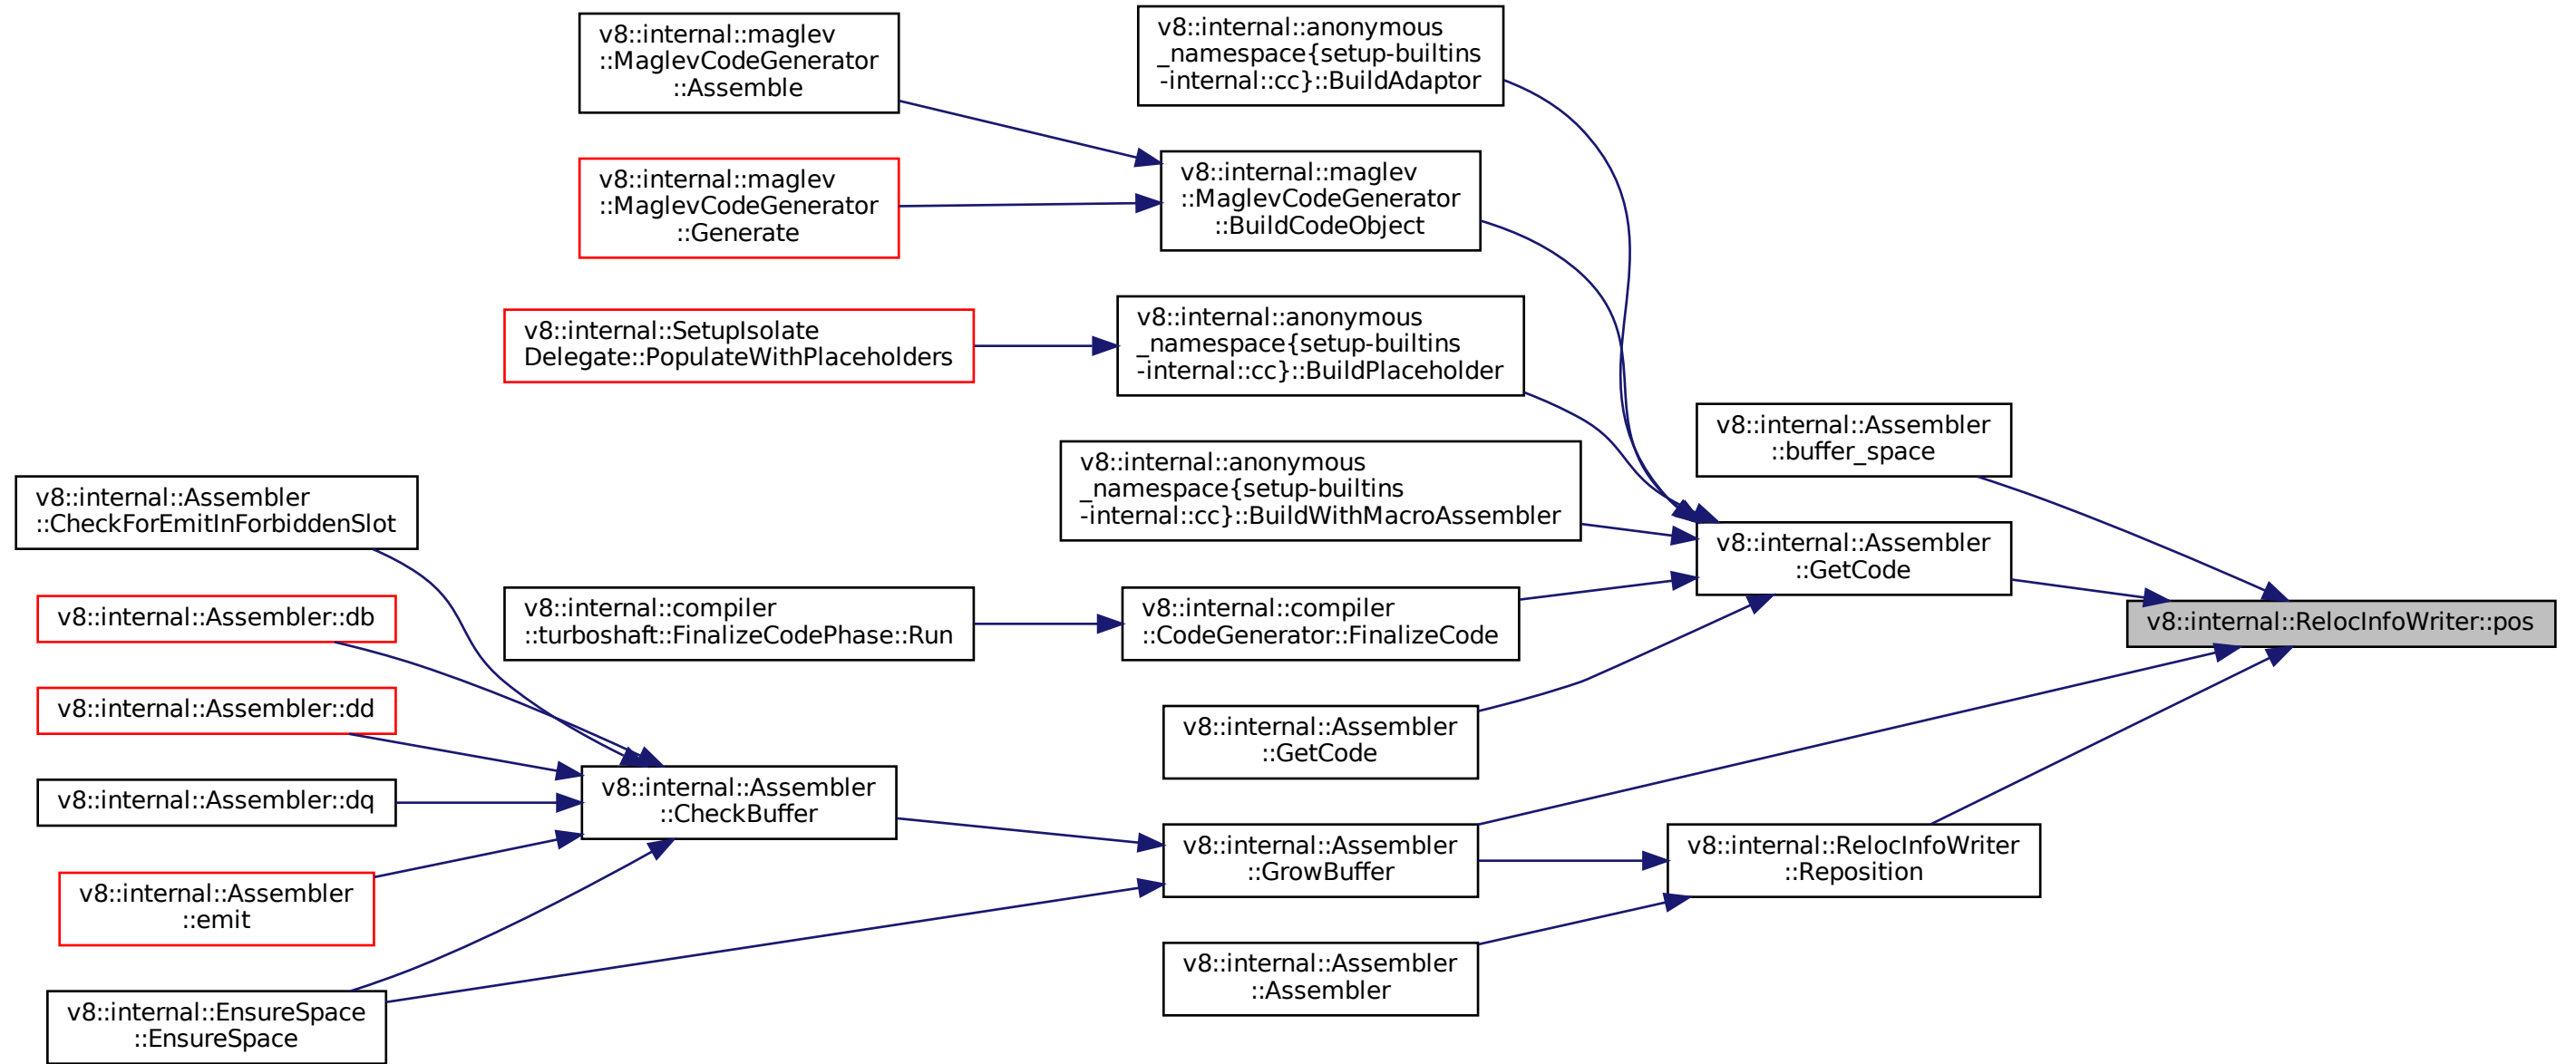 v8::internal::maglev
::MaglevCodeGenerator
::Assemble
v8::internal::anonymous
_namespace{setup-builtins
-internal::cc}::BuildAdaptor
v8::internal::maglev
::MaglevCodeGenerator
::Generate
v8::internal::maglev
::MaglevCodeGenerator
::BuildCodeObject
v8::internal::SetupIsolate
Delegate::PopulateWithPlaceholders
v8::internal::anonymous
_namespace{setup-builtins
-internal::cc}::BuildPlaceholder
v8::internal::Assembler
::buffer_space
v8::internal::anonymous
_namespace{setup-builtins
-internal::cc}::BuildWithMacroAssembler
v8::internal::Assembler
::CheckForEmitInForbiddenSlot
v8::internal::Assembler
::GetCode
v8::internal::Assembler::db
v8::internal::compiler
::turboshaft::FinalizeCodePhase::Run
v8::internal::compiler
::CodeGenerator::FinalizeCode
v8::internal::RelocInfoWriter::pos
v8::internal::Assembler::dd
v8::internal::Assembler
::GetCode
v8::internal::Assembler::dq
v8::internal::Assembler
::CheckBuffer
v8::internal::Assembler
::GrowBuffer
v8::internal::RelocInfoWriter
::Reposition
v8::internal::Assembler
::emit
v8::internal::Assembler
::Assembler
v8::internal::EnsureSpace
::EnsureSpace